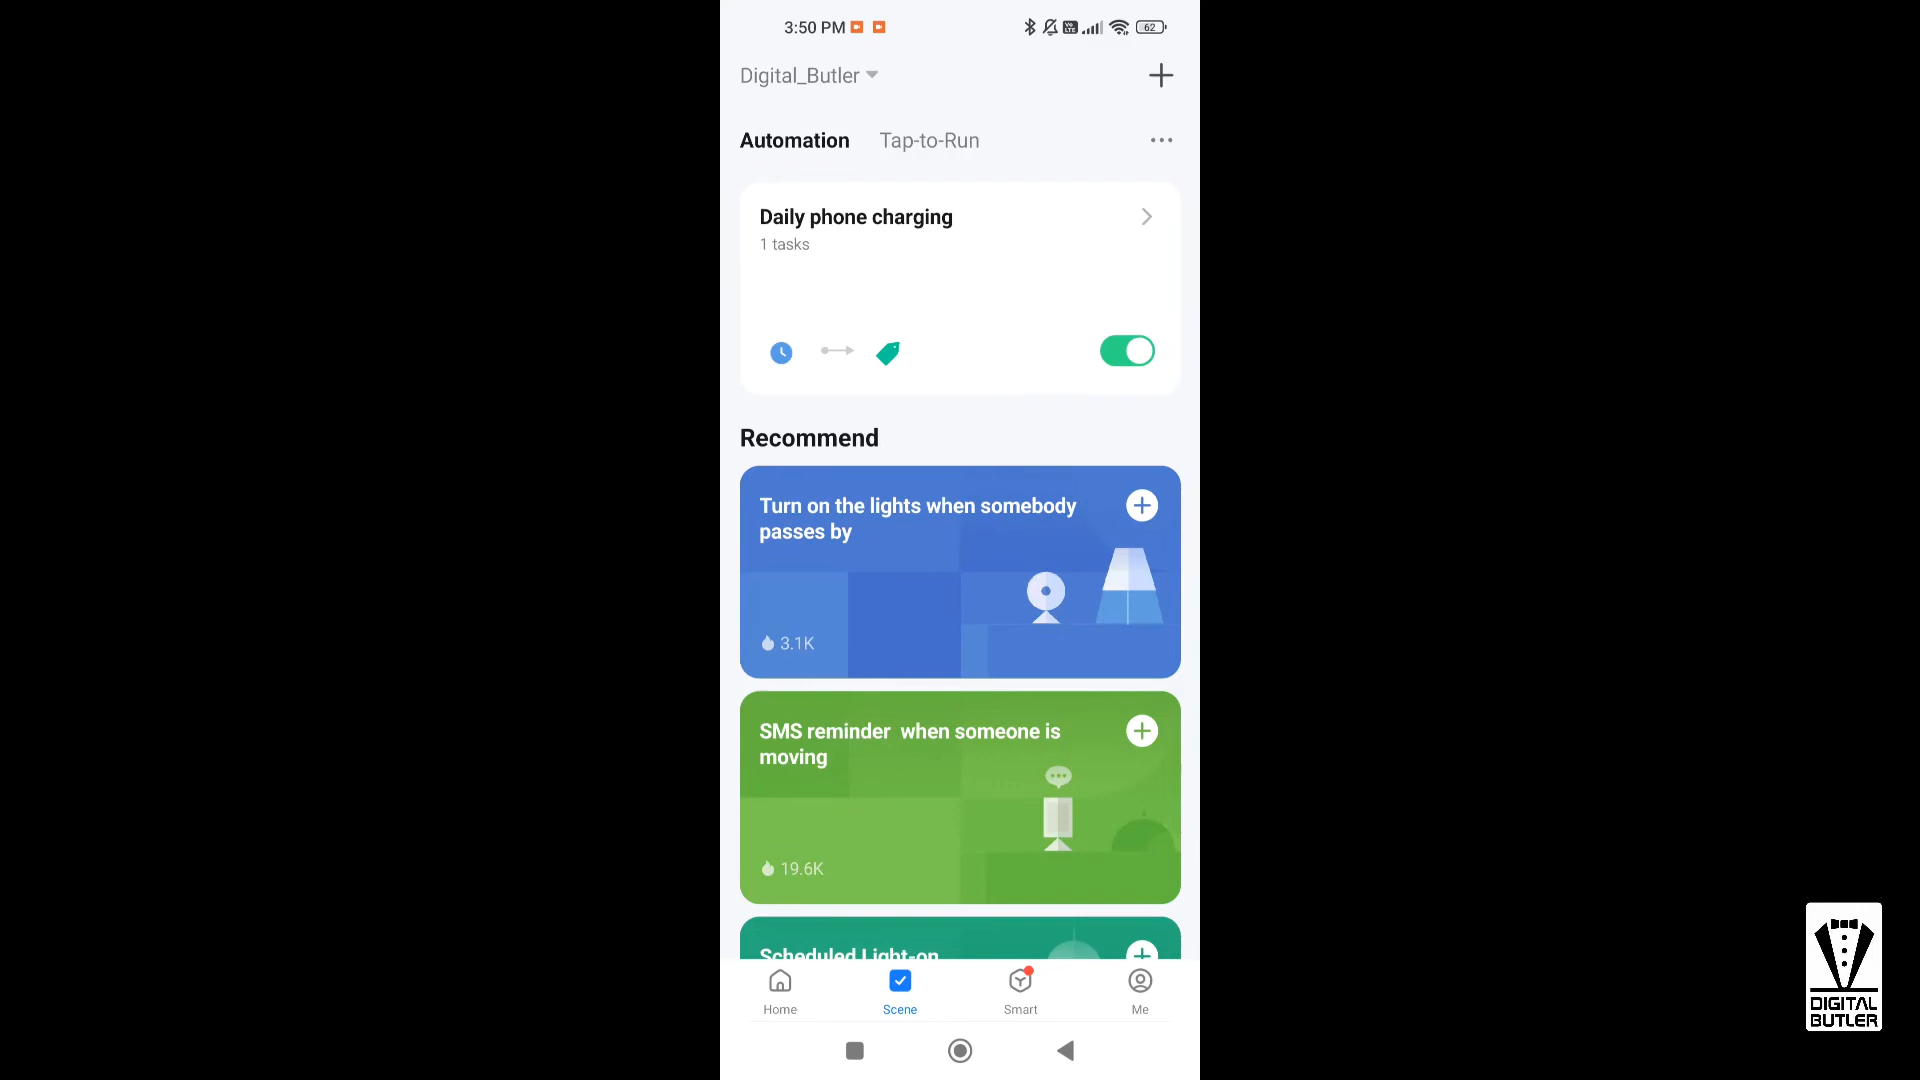 3:50 PM
62
Digital_Butler
Automation Tap-to-Run
Daily phone charging
1 tasks
Recommend
Turn on the lights when somebody
passes by
3.1K
SMS reminder when someone is
moving
19.6K
Scheduled Light-on
Home Scene Smart Me
DIGITAL
BUTLER